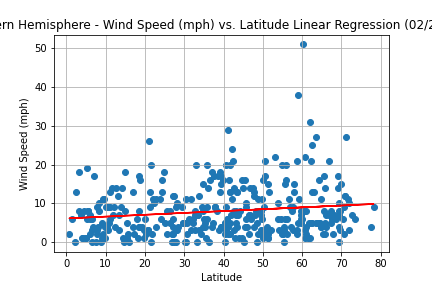 ern Hemisphere - Wind Speed (mph) vs. Latitude Linear Regression (02/2
50
40
30
20
10
0
Wind Speed (mph)
0 10 20 30 40 50 60 70 80
Latitude